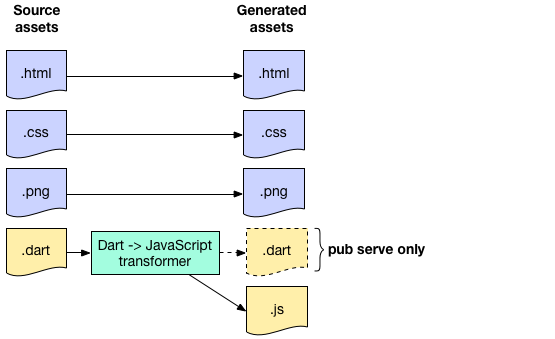 Source
assets
Generated
assets
.html
.html
.css
.css
.png
.png
.dart
Dart -> JavaScript
transformer
.dart
pub serve only
.js